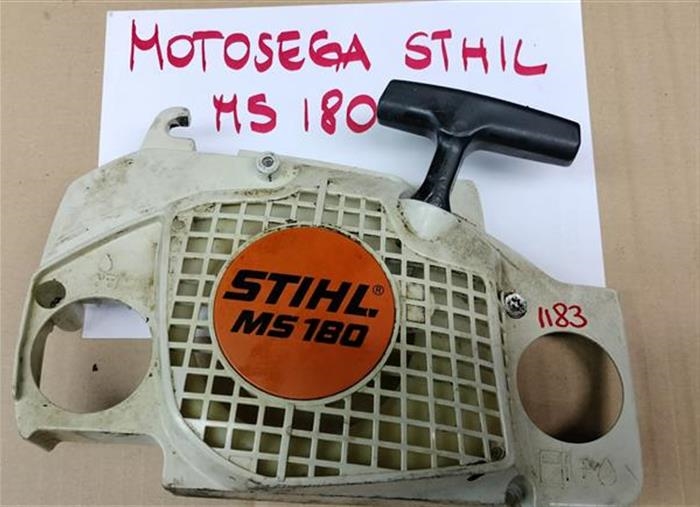 MOTOSEGA STHIL
MS 180
STIHL®
MS 180
1183